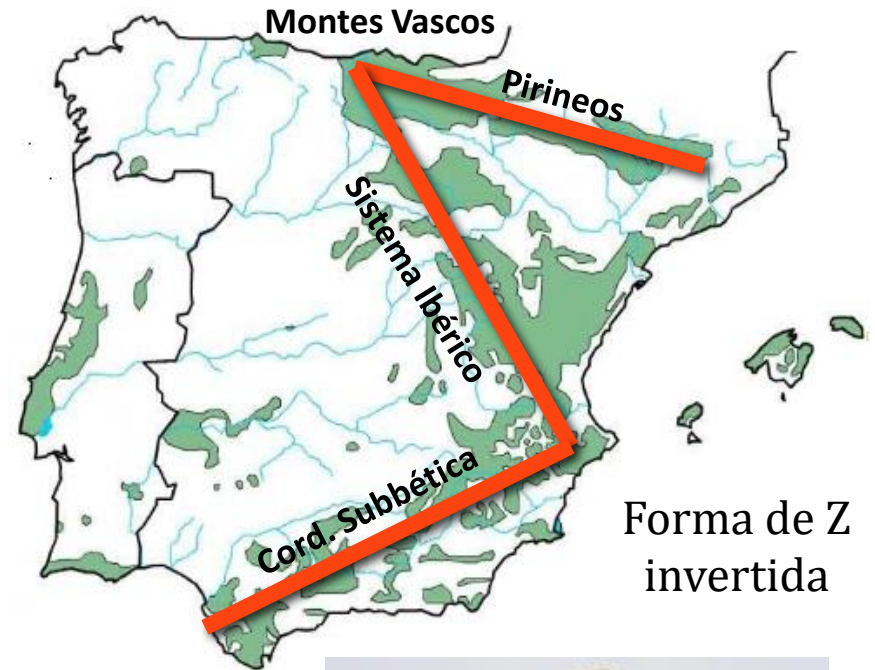 Montes Vascos
Pirineos
Sistema Ibérico
Cord. Subbética
Forma de Z
invertida